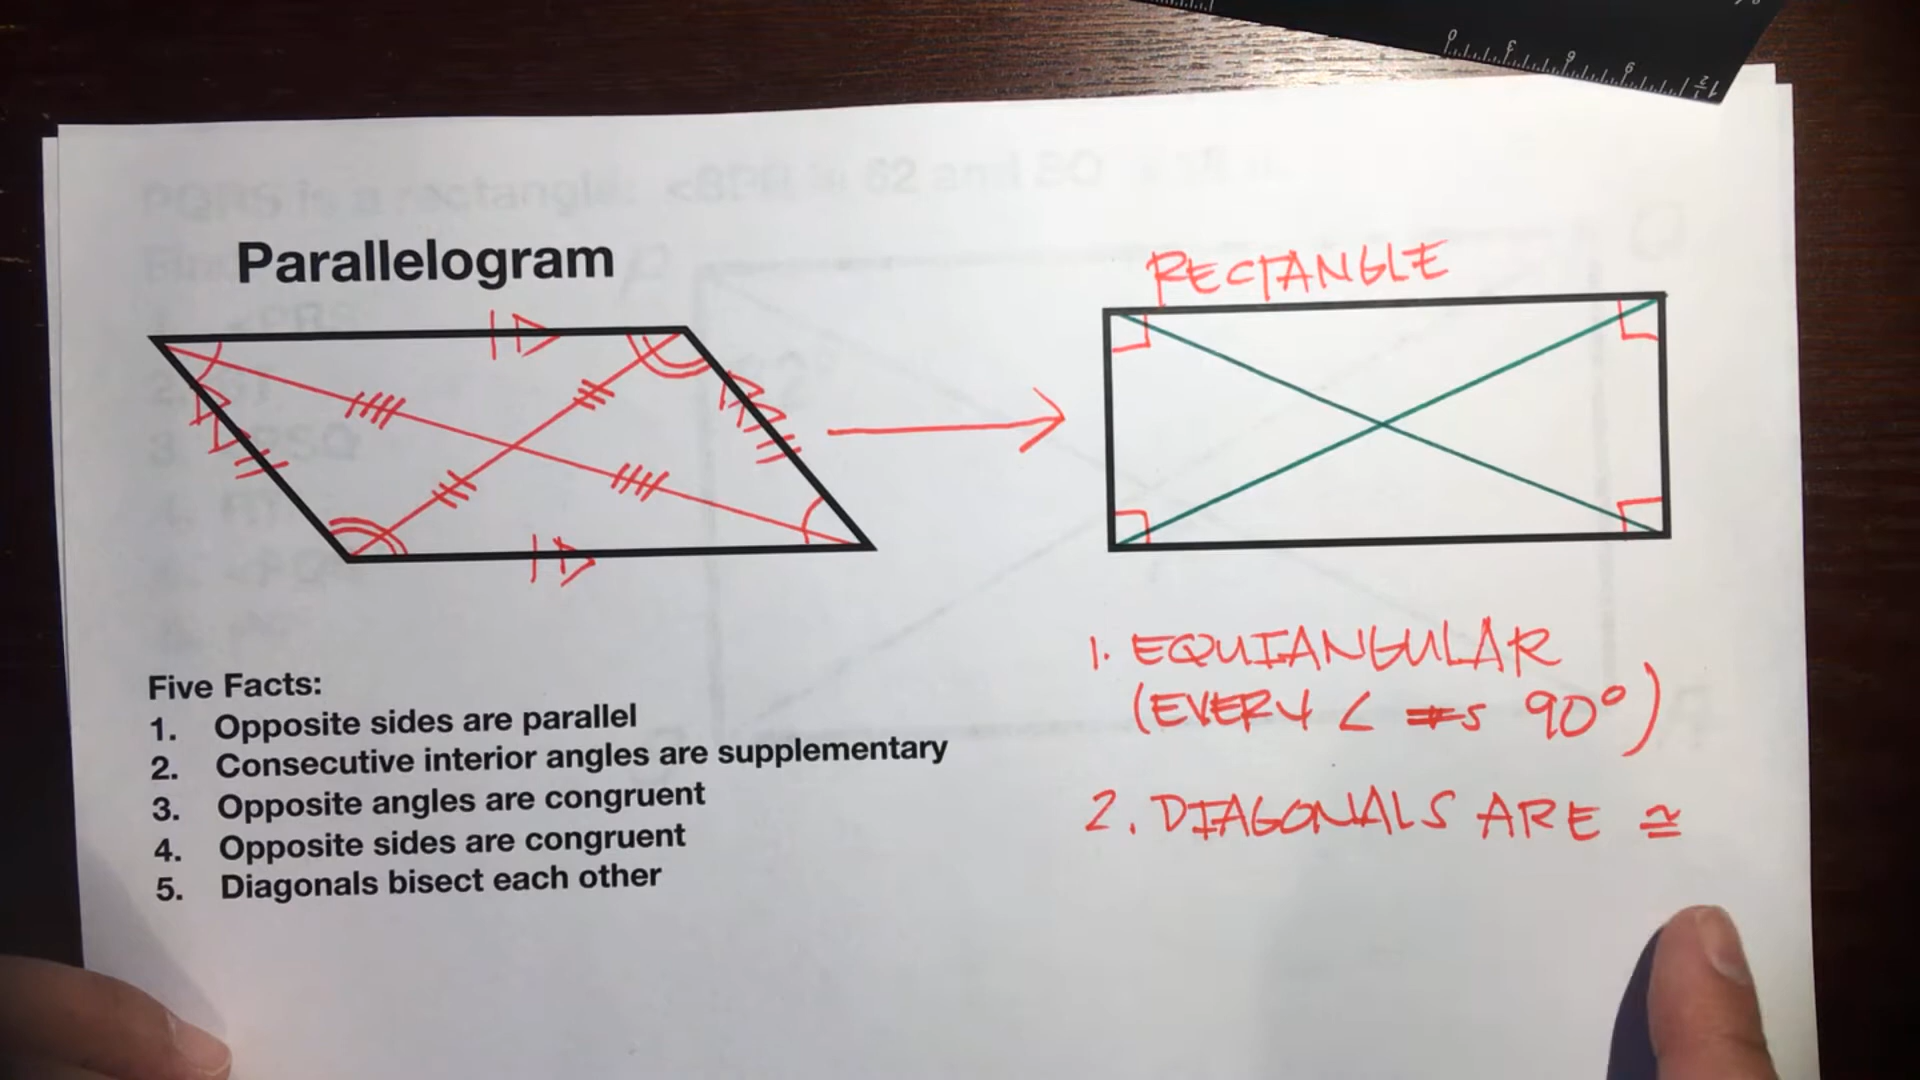 Parallelogram
RECTANGLE
Five Facts:
1. Opposite sides are parallel
2. Consecutive interior angles are supplementary
3. Opposite angles are congruent
4. Opposite sides are congruent
5. Diagonals bisect each other
1. EQUIANGULAR
(EVERY < 90°)
2. DIAGONALS ARE ≅